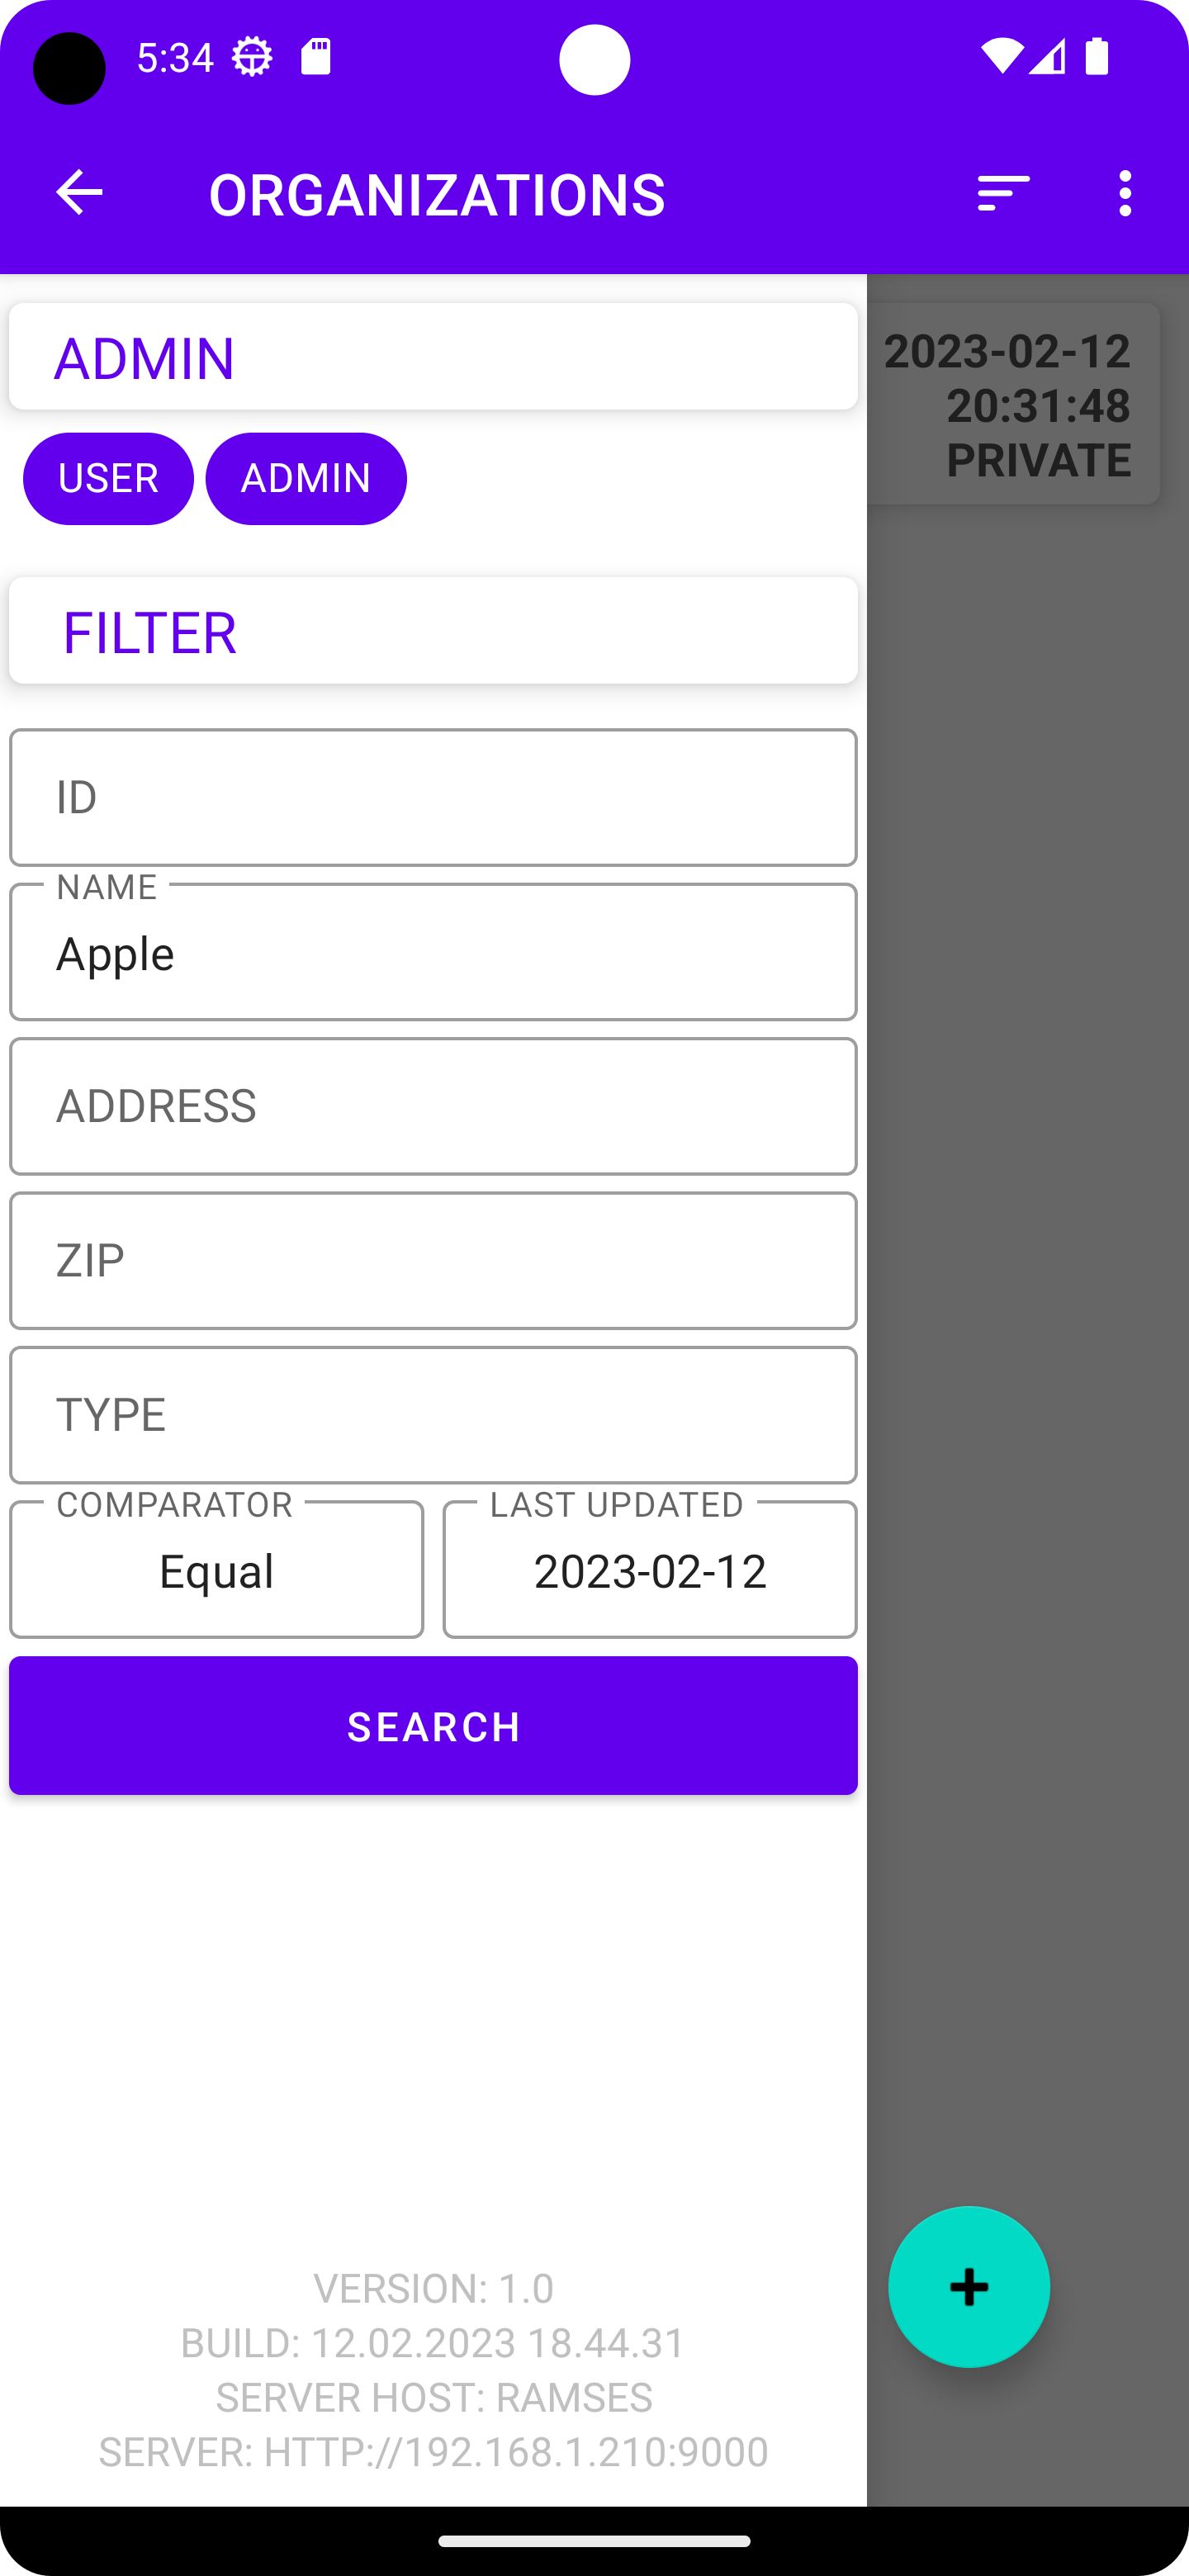 5:34
ORGANIZATIONS
ADMIN
2023-02-12
20:31:48
PRIVATE
USER ADMIN
FILTER
ID
NAME
Apple
ADDRESS
ZIP
TYPE
COMPARATOR LAST UPDATED
Equal 2023-02-12
SEARCH
VERSION: 1.0
BUILD: 12.02.2023 18.44.31
SERVER HOST: RAMSES
SERVER: HTTP://192.168.1.210:9000